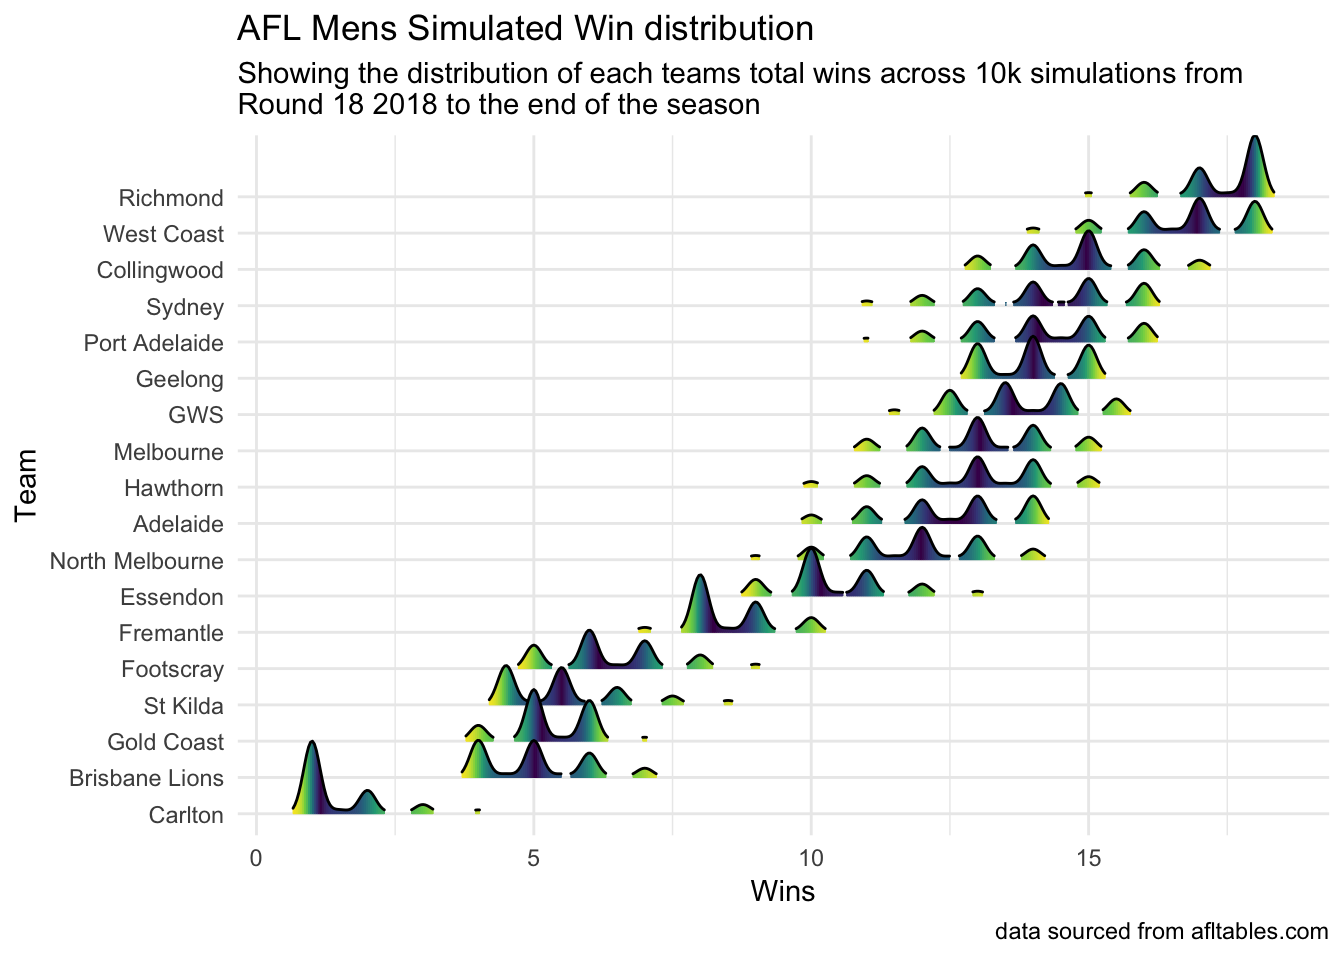 AFL Mens Simulated Win distribution
Showing the distribution of each teams total wins across 10k simulations from
Round 18 2018 to the end of the season
Richmond
West Coast
Collingwood
Sydney
Port Adelaide
Geelong
GWS
Melbourne
Hawthorn
Adelaide
North Melbourne
Essendon
Fremantle
Footscray
St Kilda
Gold Coast
Brisbane Lions
Carlton
Team
0 5 10 15
Wins
data sourced from afltables.com